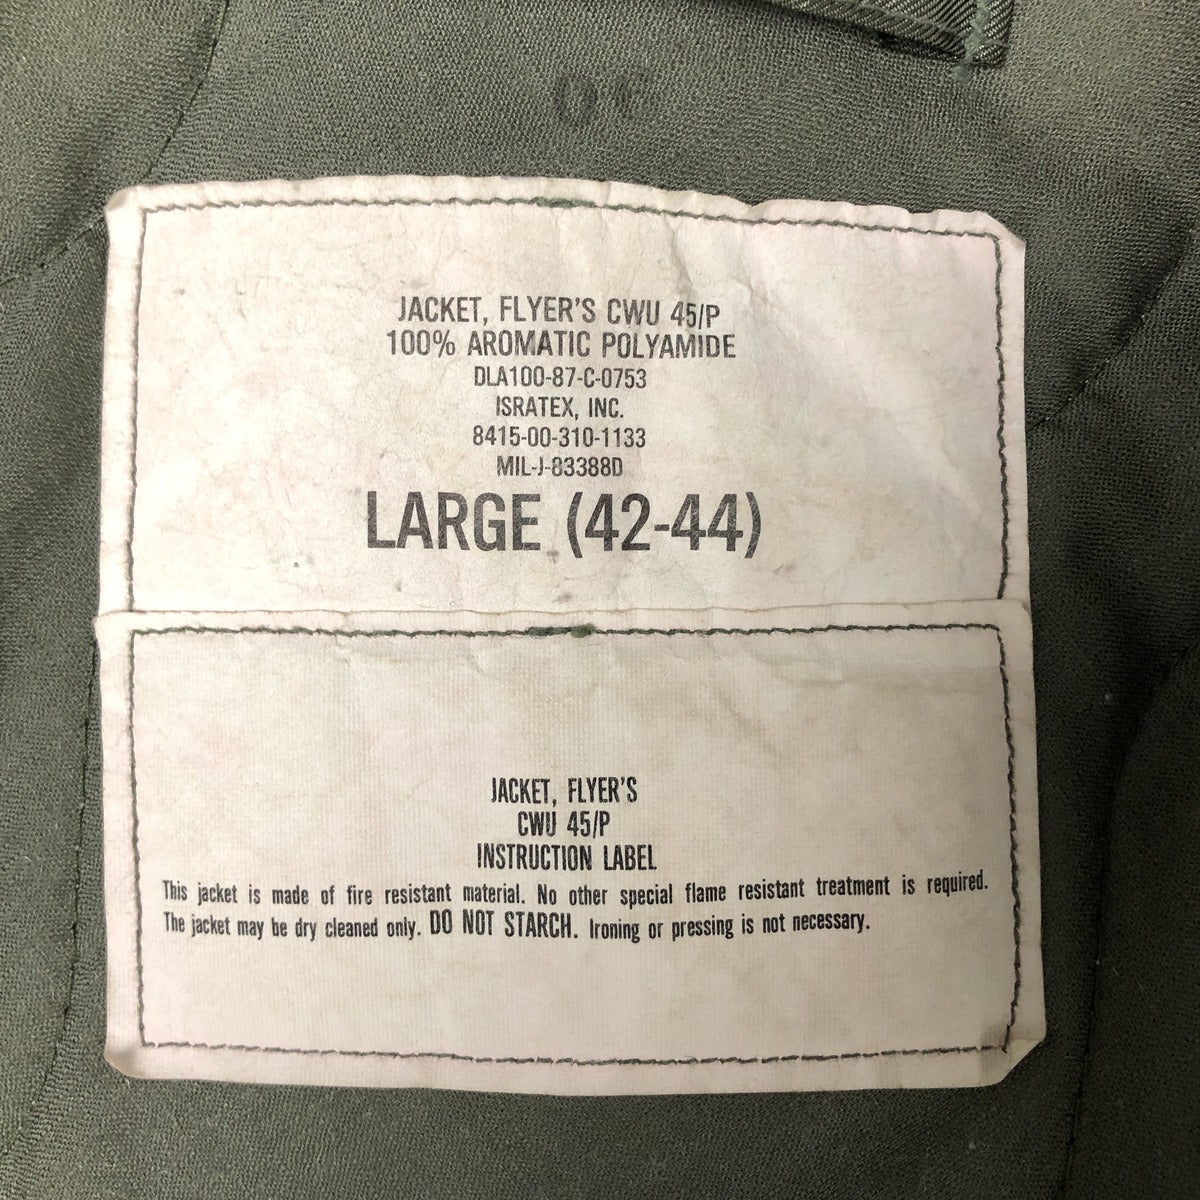 JACKET, FLYER'S CWU 45/P
100% AROMATIC POLYAMIDE
DLA100-87-C-0753
ISRATEX, INC.
8415-00-310-1133
MIL-J-83388D
LARGE (42-44)
JACKET, FLYER'S
CWU 45/P
INSTRUCTION LABEL
This jacket is made of fire resistant material. No other special flame resistant treatment is required.
The jacket may be dry cleaned only. DO NOT STARCH. Ironing or pressing is not necessary.